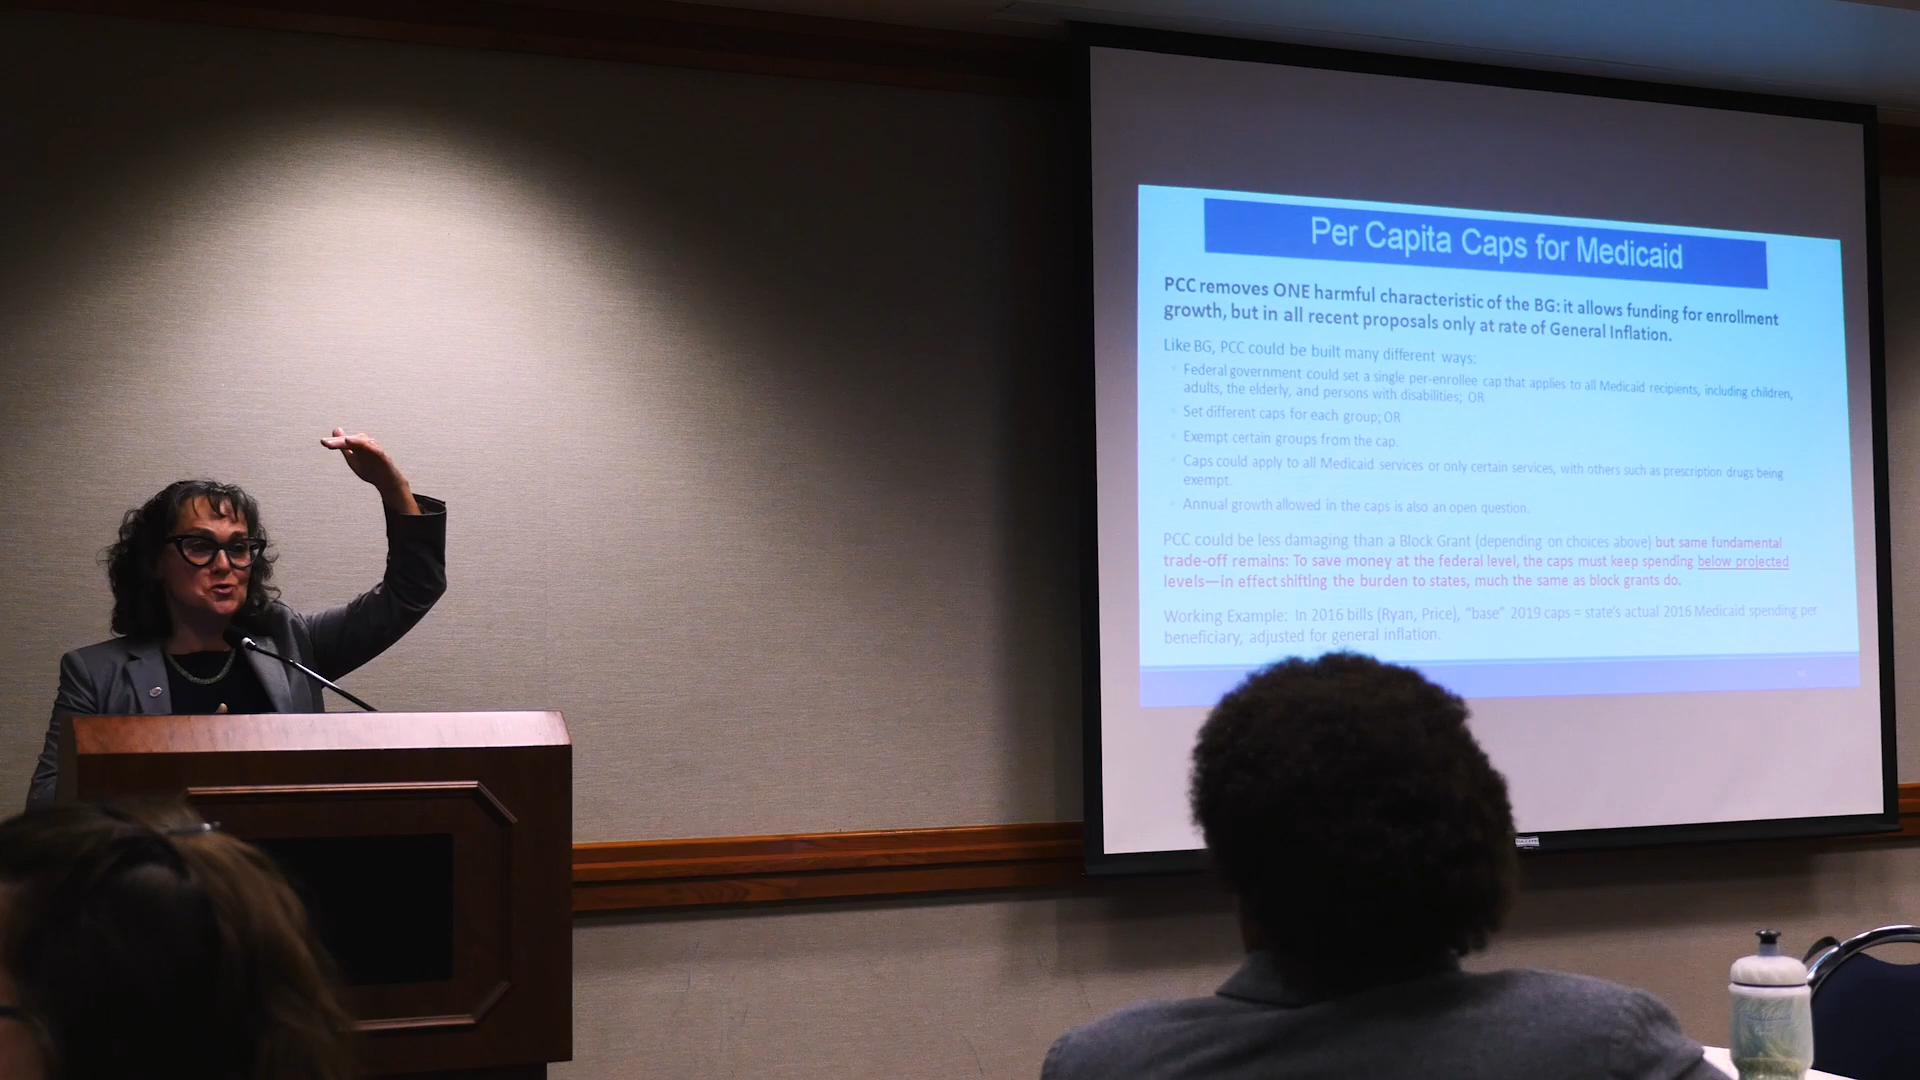 Per Capita Caps for Medicaid
PCC removes ONE harmful characteristic of the BG: it allows funding for enrollment
growth, but in all recent proposals only at rate of General Inflation.
Like BG, PCC could be built many different ways:
Federal government could set a single per-enrollee cap that applies to all Medicaid recipients, including children,
adults, the elderly, and persons with disabilities; OR
Set different caps for each group; OR
Exempt certain groups from the cap.
Caps could apply to all Medicaid services or only certain services, with others such as prescription drugs being
exempt.
Annual growth allowed in the caps is also an open question.
PCC could be less damaging than a Block Grant (depending on choices above) but same fundamental
trade-off remains: To save money at the federal level, the caps must keep spending below projected
levels—in effect shifting the burden to states, much the same as block grants do.
Working Example: In 2016 bills (Ryan, Price), "base" 2019 caps = state's actual 2016 Medicaid spending per
beneficiary, adjusted for general inflation.